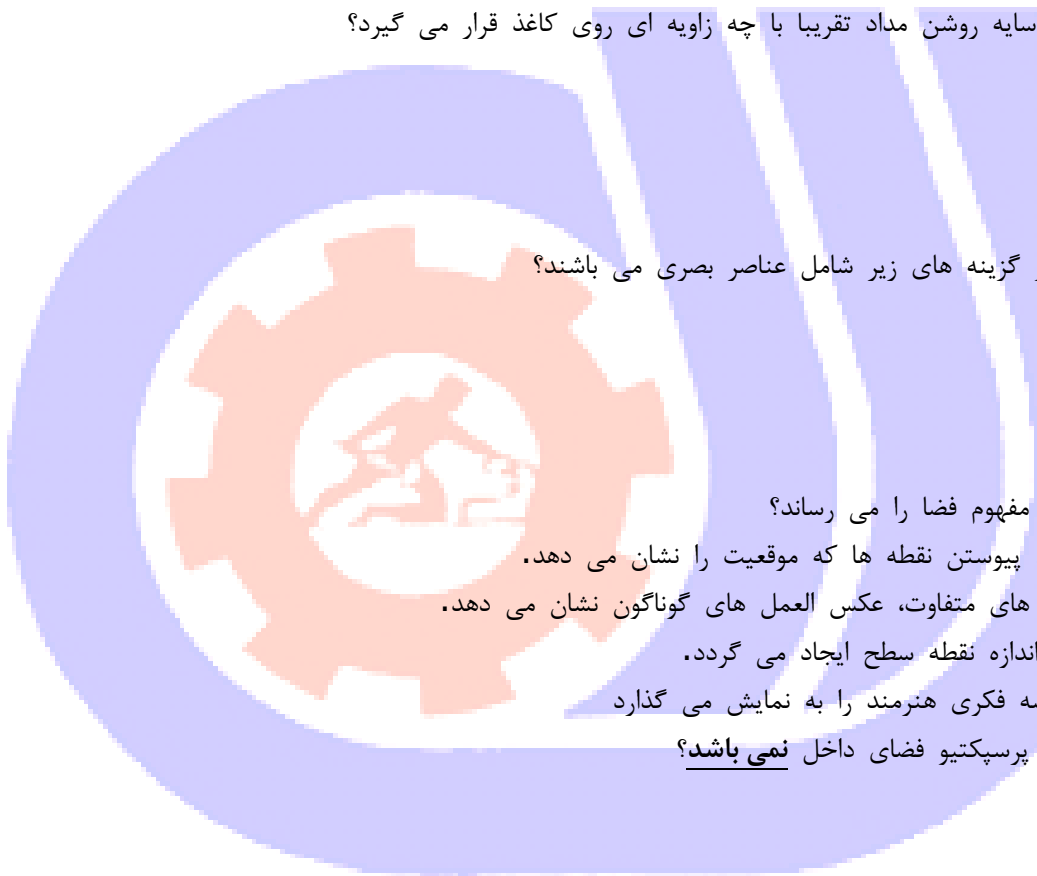 سایه روشن مداد تقریبا با چه زاویه ای روی کاغذ قرار می گیرد؟
گزینه های زیر شامل عناصر بصری می باشند؟
مفهوم فضا را می رساند؟
پیوستن نقطه ها که موقعیت را نشان می دهد.
های متفاوت، عکس العمل های گوناگون نشان می دهد.
اندازه نقطه سطح ایجاد می گردد.
فکری هنرمند را به نمایش می گذارد
پرسپکتیو فضای داخل نمی باشد؟